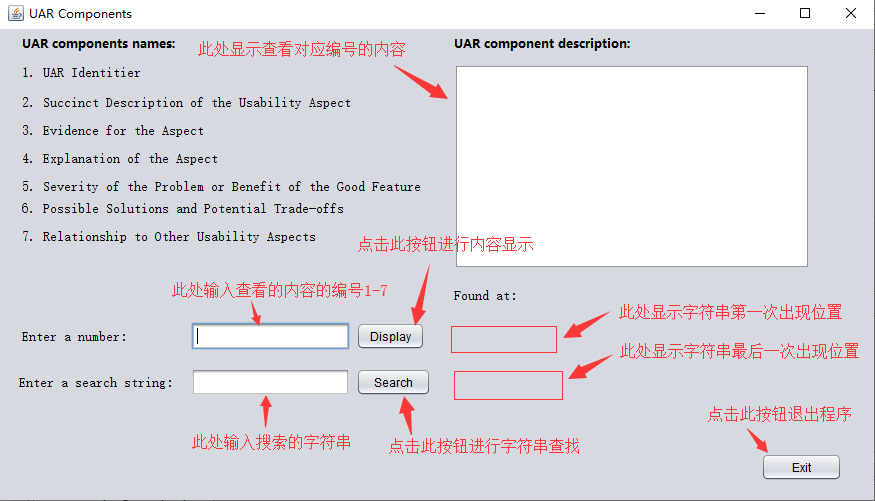 UAR Components
UAR components names:
此处显示查看对应编号的内容
UAR component description:
1. UAR Identitier
2. Succinct Description of the Usability Aspect
3. Evidence for the Aspect
4. Explanation of the Aspect
5. Severity of the Problem or Benefit of the Good Feature
6. Possible Solutions and Potential Trade-offs
7. Relationship to Other Usability Aspects
点击此按钮进行内容显示
此处输入查看的内容的编号1-7
Found at:
此处显示字符串第一次出现位置
Enter a number:
Display
此处显示字符串最后一次出现位置
Enter a search string:
Search
点击此按钮退出程序
此处输入搜索的字符串
点击此按钮进行字符串查找
Exit